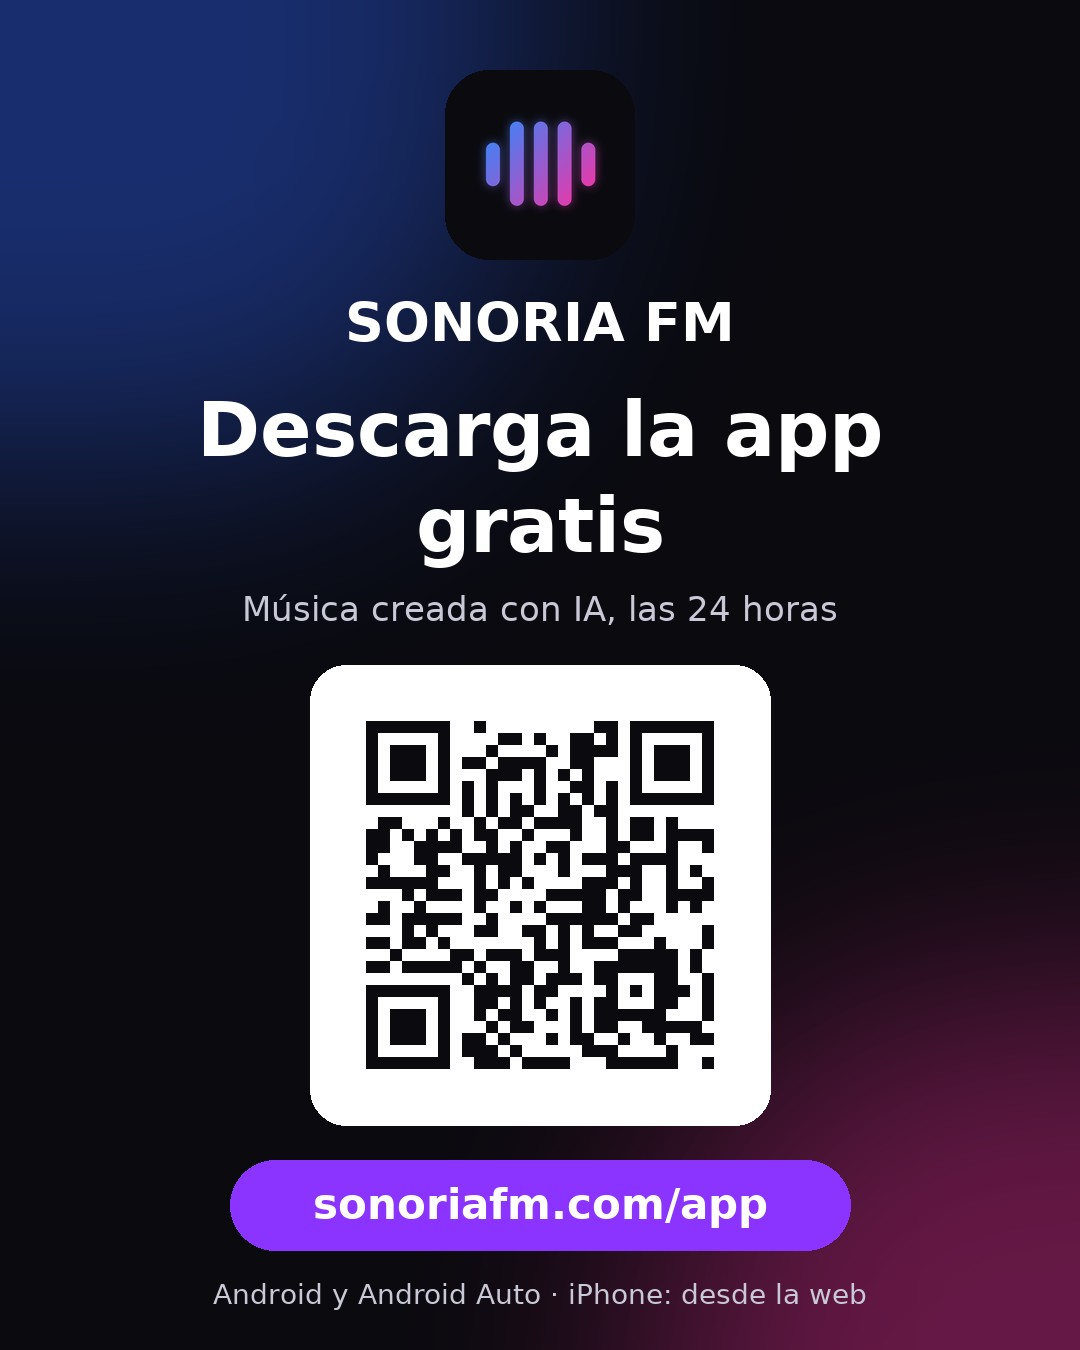 SONORIA FM
Descarga la app
gratis
Música creada con IA, las 24 horas
sonoriafm.com/app
Android y Android Auto · iPhone: desde la web